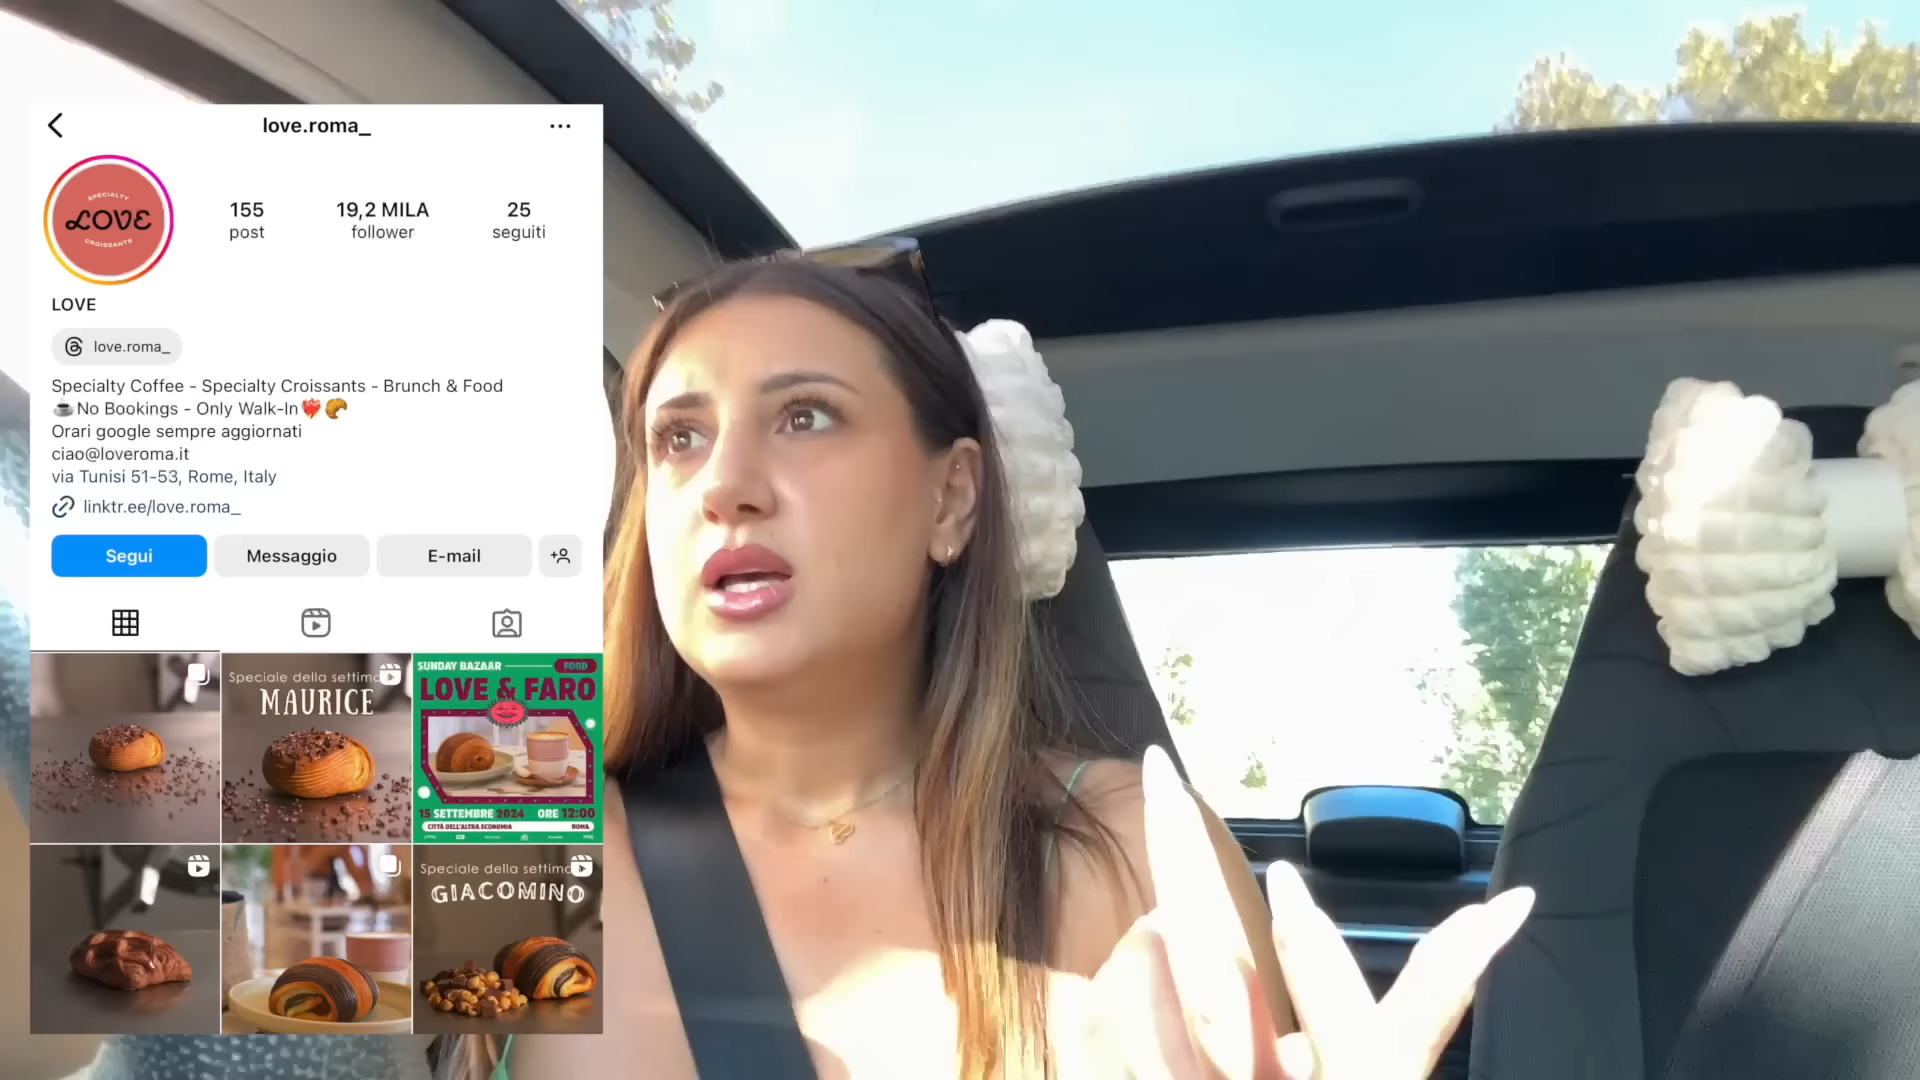 love.roma_
SPECIALTY
LOVE
CROISSANTS
155
post
19,2 MILA
follower
25
seguiti
LOVE
love.roma_
Specialty Coffee - Specialty Croissants - Brunch & Food
☕No Bookings - Only Walk-In❤️‍🔥🥐
Orari google sempre aggiornati
ciao@loveroma.it
via Tunisi 51-53, Rome, Italy
linktr.ee/love.roma_
Segui
Messaggio
E-mail
Speciale della settima
MAURICE
SUNDAY BAZAAR
FOOD
LOVE & FARO
15 SETTEMBRE 2024
ORE 12:00
CITTÀ DELL'ALTRA ECONOMIA
ROMA
Speciale della settima
GIACOMINO